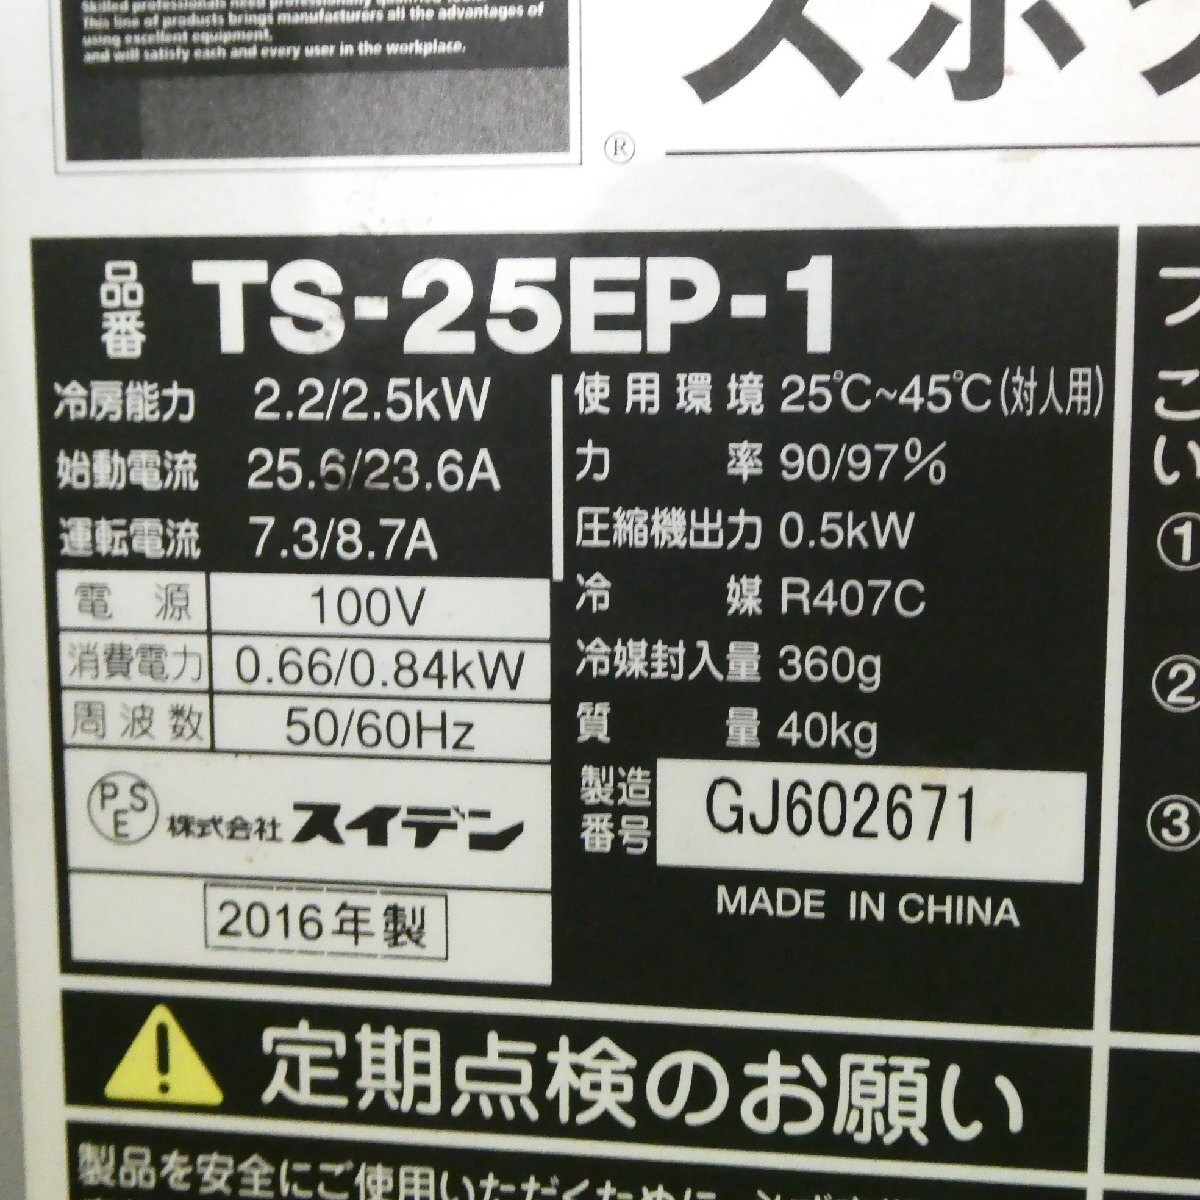 This line of products brings manufacturers all the advantages of
using excellent equipment.
and will satisfy each and every user in the workplace.
スポッ
®
品番 TS-25EP-1
冷房能力 2.2/2.5kW
始動電流 25.6/23.6A
運転電流 7.3/8.7A
電源 100V
消費電力 0.66/0.84kW
周波数 50/60Hz
PSE 株式会社 スイデン
2016年製
使用環境 25℃~45℃(対人用)
力率 90/97%
圧縮機出力 0.5kW
冷媒 R407C
冷媒封入量 360g
質量 40kg
製造番号 GJ602671
MADE IN CHINA
こ
い
①
②
③
定期点検のお願い
製品を安全にご使用いただくために、